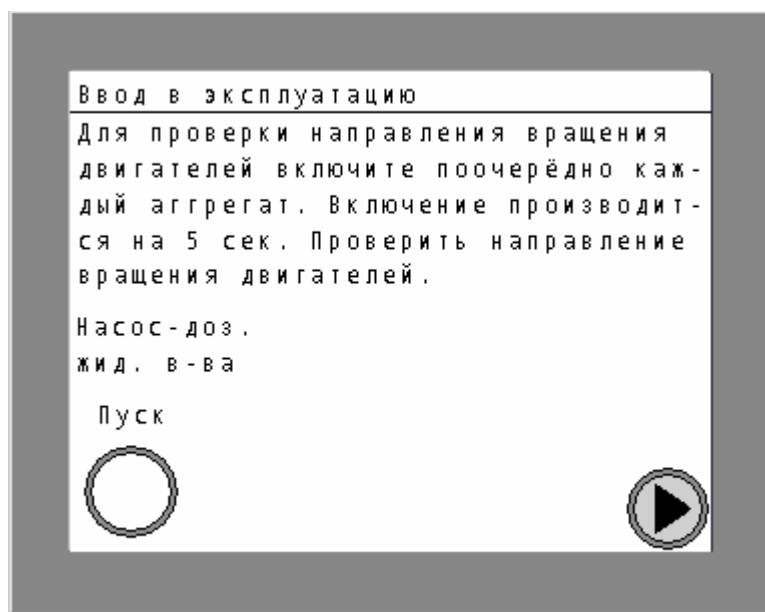 Ввод в эксплуатацию
Для проверки направления вращения
двигателей включите поочерёдно каж-
дый аггрегат. Включение производит-
ся на 5 сек. Проверить направление
вращения двигателей.
Насос-доз.
жид. в-ва
Пуск